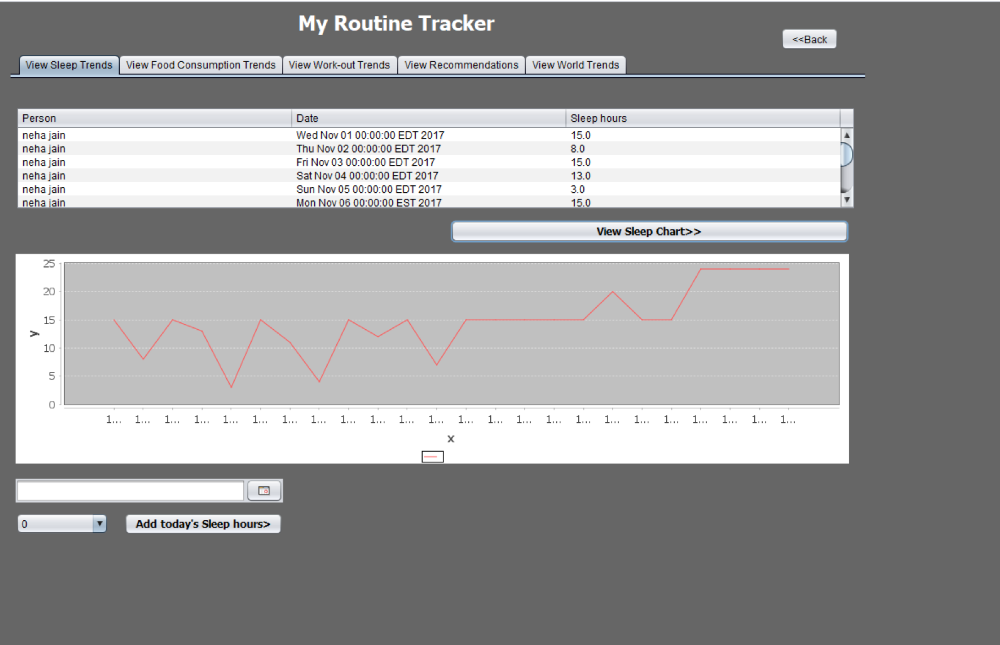 My Routine Tracker
<<Back
View Sleep Trends View Food Consumption Trends View Work-out Trends View Recommendations View World Trends
Person Date Sleep hours
neha jain Wed Nov 01 00:00:00 EDT 2017 15.0
neha jain Thu Nov 02 00:00:00 EDT 2017 8.0
neha jain Fri Nov 03 00:00:00 EDT 2017 15.0
neha jain Sat Nov 04 00:00:00 EDT 2017 13.0
neha jain Sun Nov 05 00:00:00 EDT 2017 3.0
neha jain Mon Nov 06 00:00:00 EST 2017 15.0
View Sleep Chart>>
25
20
15
10
5
0
y
1... 1... 1... 1... 1... 1... 1... 1... 1... 1... 1... 1... 1... 1... 1... 1... 1... 1... 1... 1... 1... 1... 1... 1...
x
0
Add today's Sleep hours>